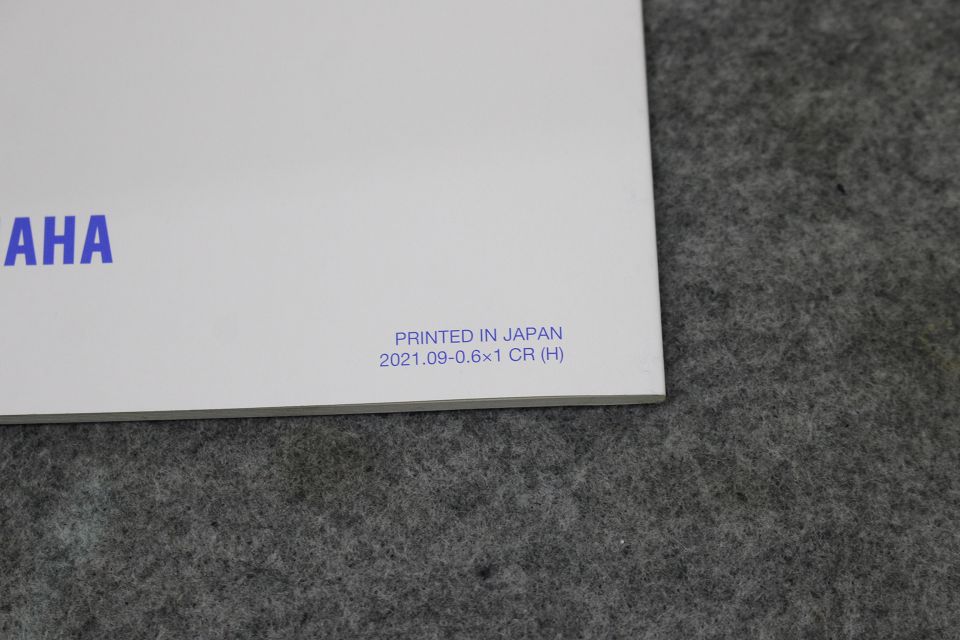 AHA
PRINTED IN JAPAN
2021.09-0.6×1 CR (H)